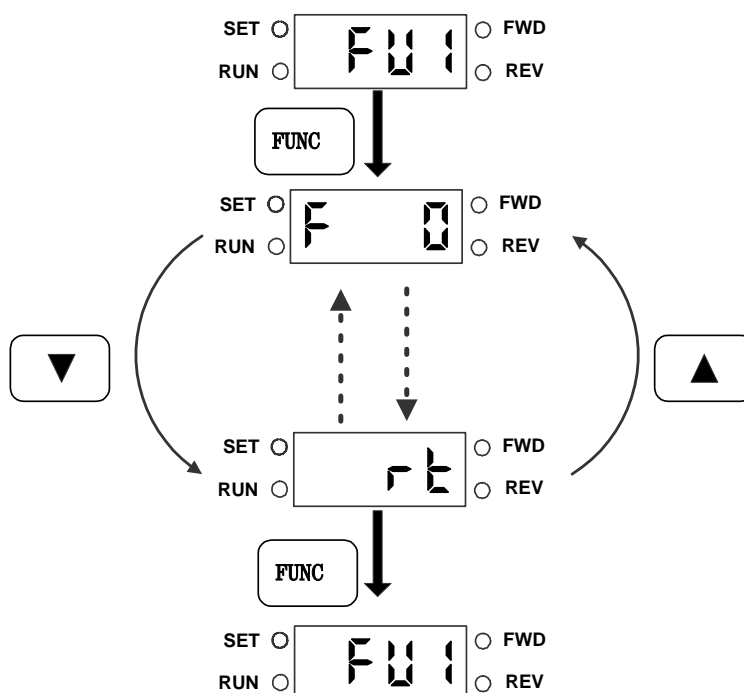 SET FWD
FU1
RUN REV
FUNC
SET FWD
F 0
RUN REV
▼ ▲
SET FWD
rt
RUN REV
FUNC
SET FWD
FU1
RUN REV